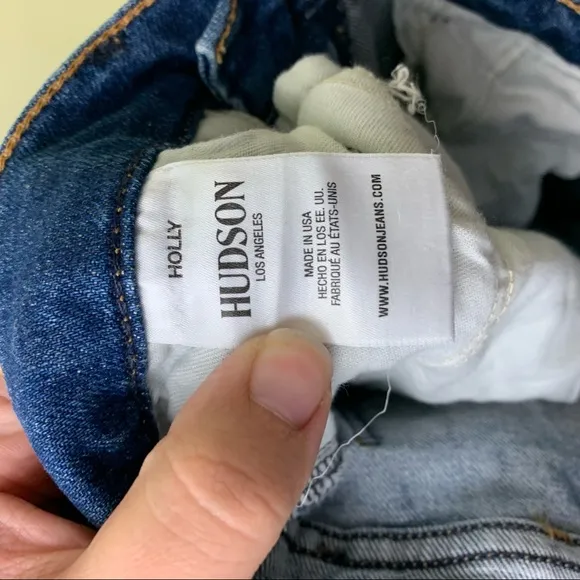 HOLLY
HUDSON
LOS ANGELES
MADE IN USA
HECHO EN LOS EE. UU.
FABRIQUÉ AU ÉTATS-UNIS
WWW.HUDSONJEANS.COM